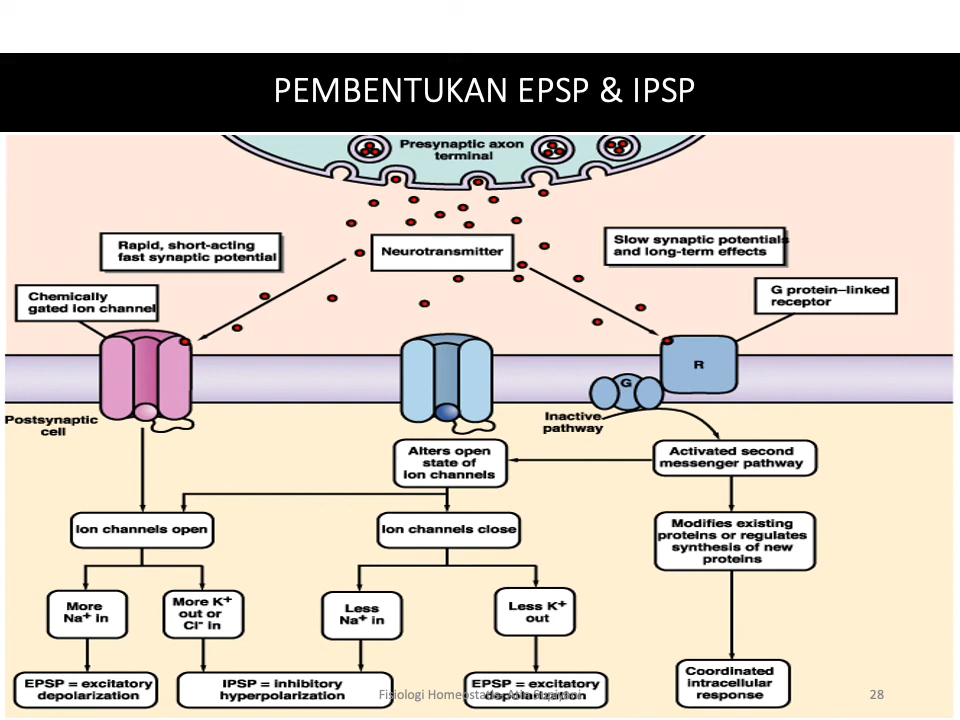 PEMBENTUKAN EPSP & IPSP
Presynaptic axon
terminal
Rapid, short-acting
fast synaptic potential
Neurotransmitter
Slow synaptic potentials
and long-term effects
Chemically
gated ion channel
G protein–linked
receptor
R
G
Postsynaptic
cell
Inactive
pathway
Alters open
state of
Ion channels
Activated second
messenger pathway
Ion channels open
Ion channels close
Modifies existing
proteins or regulates
synthesis of new
proteins
More
Na+ in
More K+
out or
Cl- in
Less
Na+ in
Less K+
out
EPSP = excitatory
depolarization
IPSP = inhibitory
hyperpolarization
EPSP = excitatory
depolarization
Coordinated
intracellular
response
Fisiologi
28